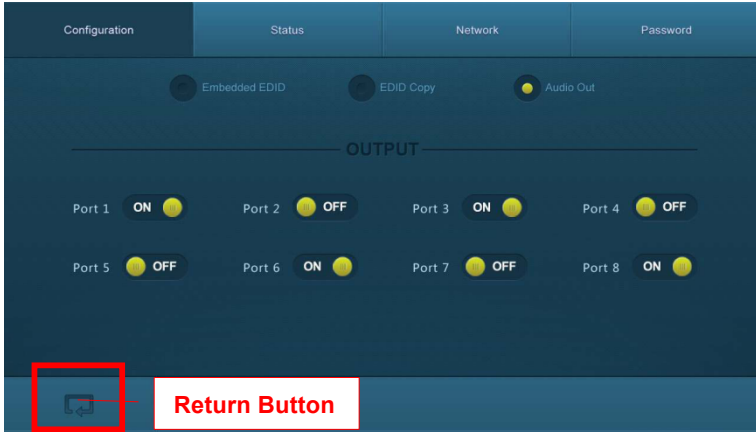 Configuration Status Network Password
Embedded EDID EDID Copy Audio Out
OUTPUT
Port 1 ON Port 2 OFF Port 3 ON Port 4 OFF
Port 5 OFF Port 6 ON Port 7 OFF Port 8 ON
Return Button